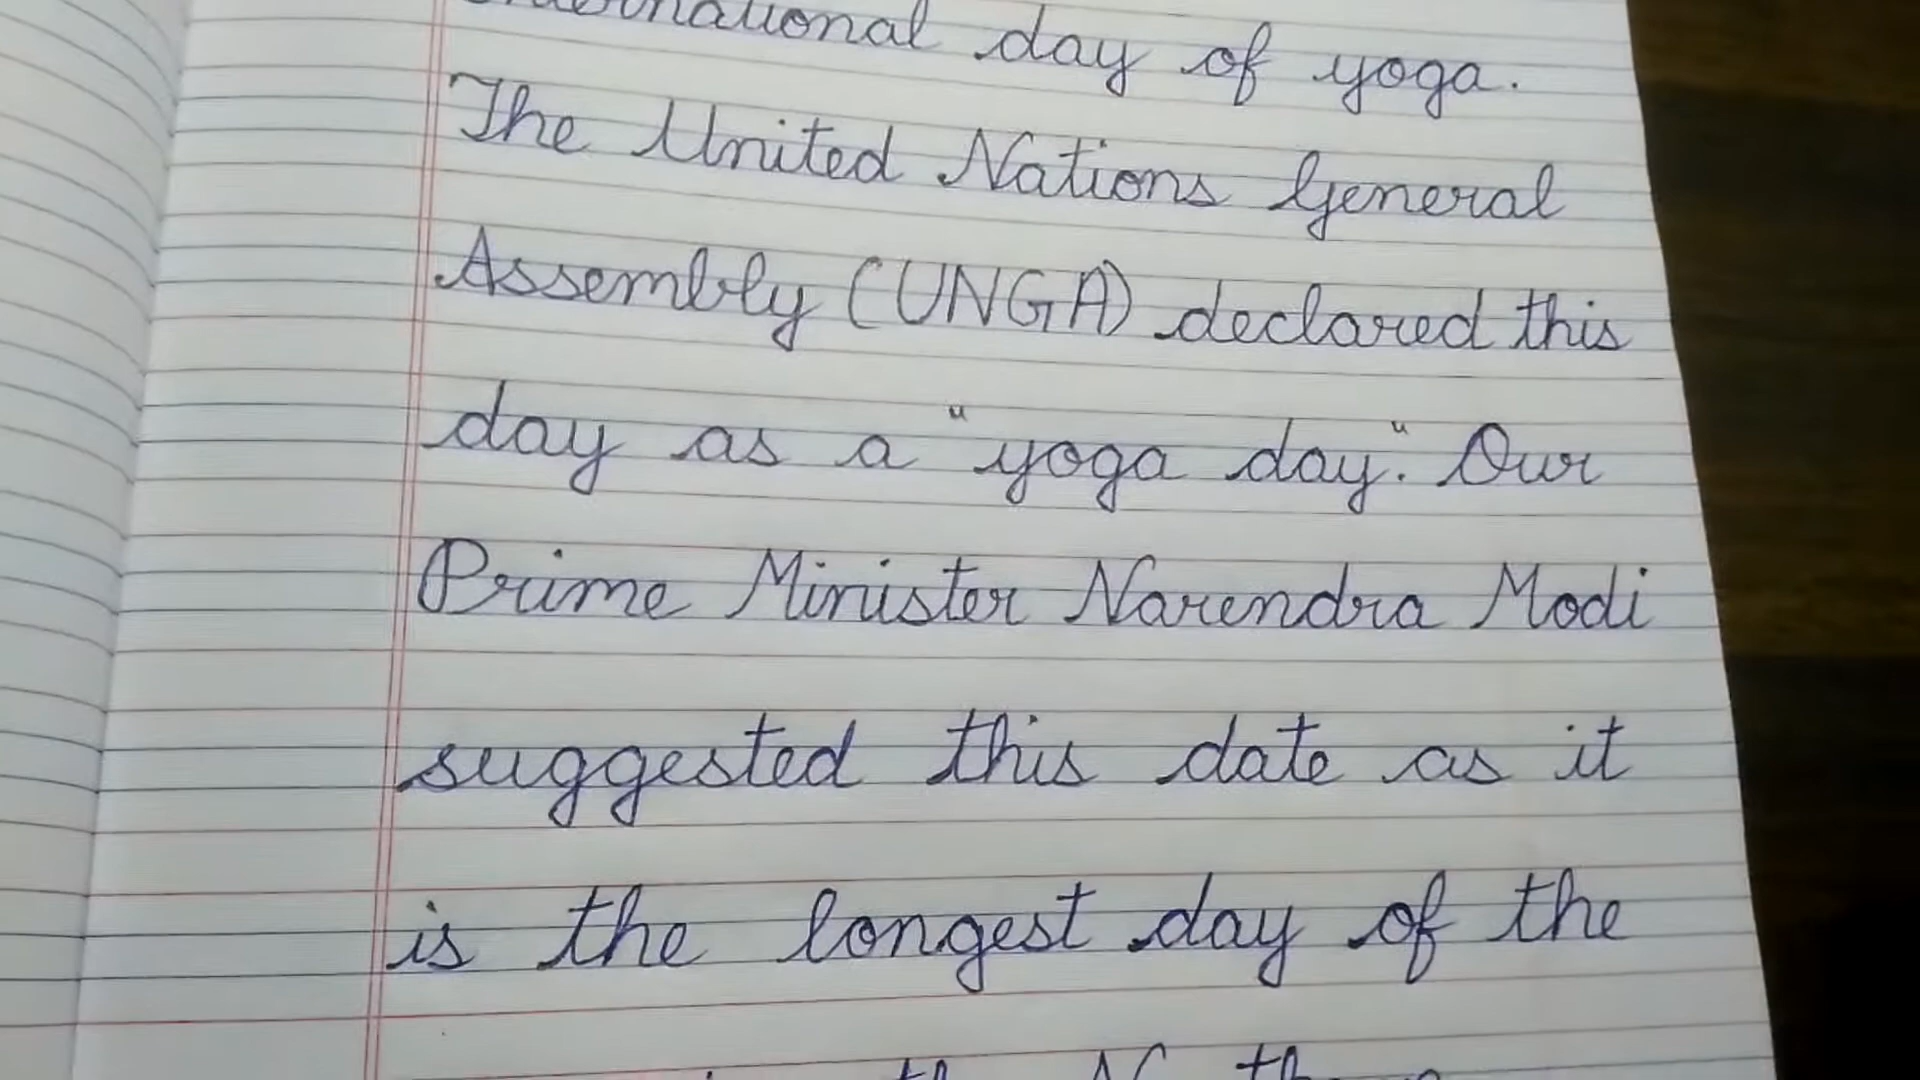 International day of yoga.
The United Nations General
Assembly (UNGA) declared this
day as a "yoga day". Our
Prime Minister Narendra Modi
suggested this date as it
is the longest day of the